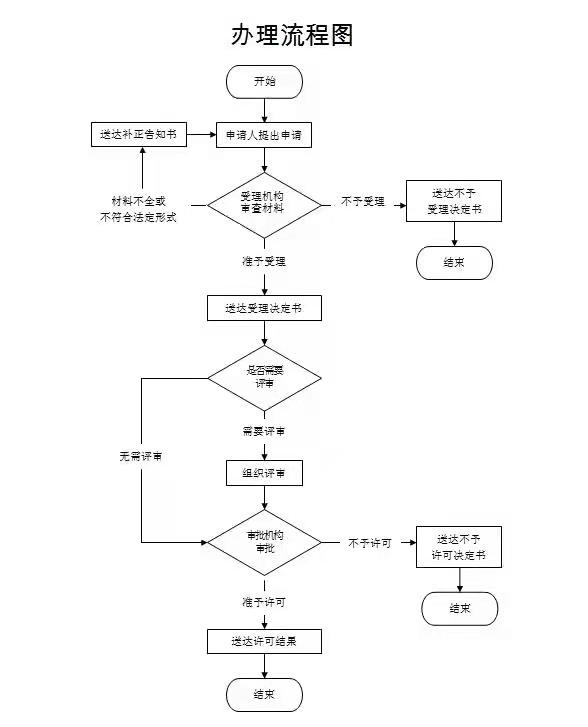 办理流程图
开始
送达补正告知书
申请人提出申请
材料不全或
不符合法定形式
受理机构
审查材料
不予受理
送达不予
受理决定书
结束
准予受理
送达受理决定书
是否需要
评审
需要评审
无需评审
组织评审
审批机构
审批
不予许可
送达不予
许可决定书
结束
准予许可
送达许可结果
结束